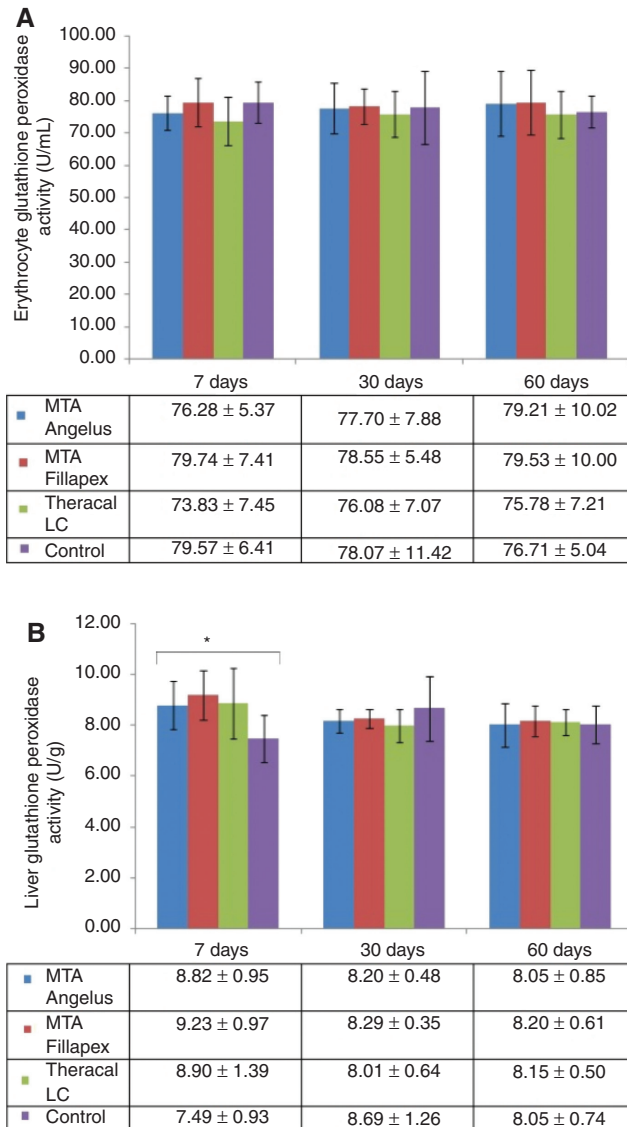 A
Erythrocyte glutathione peroxidase
activity (U/mL)
100.00
90.00
80.00
70.00
60.00
50.00
40.00
30.00
20.00
10.00
0.00
7 days 30 days 60 days
MTA Angelus 76.28 ± 5.37 77.70 ± 7.88 79.21 ± 10.02
MTA Fillapex 79.74 ± 7.41 78.55 ± 5.48 79.53 ± 10.00
Theracal LC 73.83 ± 7.45 76.08 ± 7.07 75.78 ± 7.21
Control 79.57 ± 6.41 78.07 ± 11.42 76.71 ± 5.04
B
Liver glutathione peroxidase
activity (U/g)
12.00
10.00
8.00
6.00
4.00
2.00
0.00
*
7 days 30 days 60 days
MTA Angelus 8.82 ± 0.95 8.20 ± 0.48 8.05 ± 0.85
MTA Fillapex 9.23 ± 0.97 8.29 ± 0.35 8.20 ± 0.61
Theracal LC 8.90 ± 1.39 8.01 ± 0.64 8.15 ± 0.50
Control 7.49 ± 0.93 8.69 ± 1.26 8.05 ± 0.74